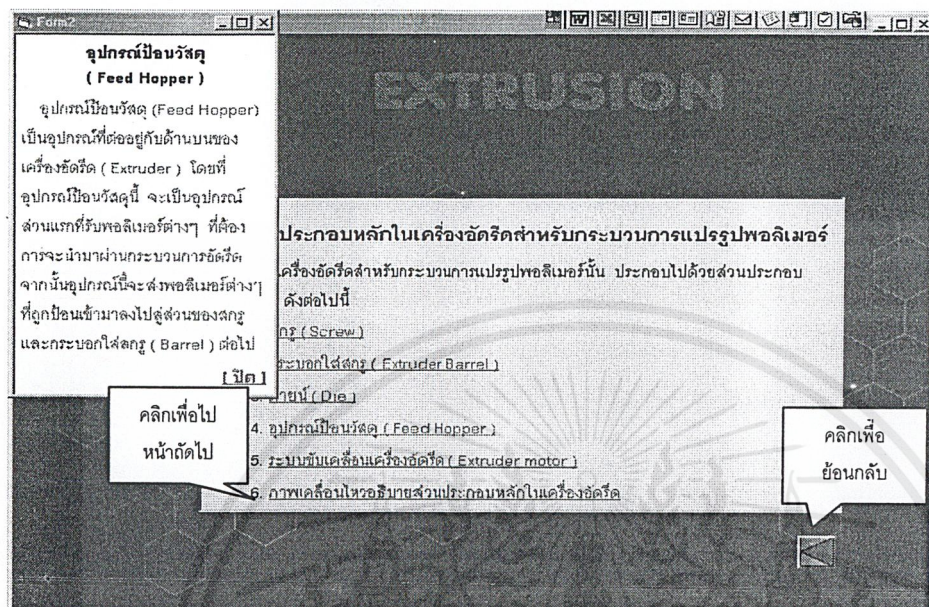 Form2
อุปกรณ์ป้อนวัสดุ
( Feed Hopper )
อุปกรณ์ป้อนวัสดุ (Feed Hopper)
เป็นอุปกรณ์ที่ต่ออยู่กับด้านบนของ
เครื่องอัดรีด ( Extruder ) โดยที่
อุปกรณ์ป้อนวัสดุนี้ จะเป็นอุปกรณ์
ส่วนแรกที่รับพอลิเมอร์ต่างๆ ที่ต้อง
การจะนำมาผ่านกระบวนการอัดรีด
จากนั้นอุปกรณ์นี้จะส่งพอลิเมอร์ต่างๆ
ที่ถูกป้อนเข้ามาลงไปสู่ส่วนของสกรู
และกระบอกใส่สกรู ( Barrel ) ต่อไป
[ ปิด ]
EXTRUSION
ประกอบหลักในเครื่องอัดรีดสำหรับกระบวนการแปรรูปพอลิเมอร์
เครื่องอัดรีดสำหรับกระบวนการแปรรูปพอลิเมอร์นั้น ประกอบไปด้วยส่วนประกอบ
ดังต่อไปนี้
กรู ( Screw )
ระบอกใส่สกรู ( Extruder Barrel )
ดายน์ ( Die )
4. อุปกรณ์ป้อนวัสดุ ( Feed Hopper )
5. ระบบขับเคลื่อนเครื่องอัดรีด ( Extruder motor )
6. ภาพเคลื่อนไหวอธิบายส่วนประกอบหลักในเครื่องอัดรีด
คลิกเพื่อไป
หน้าถัดไป
คลิกเพื่อ
ย้อนกลับ